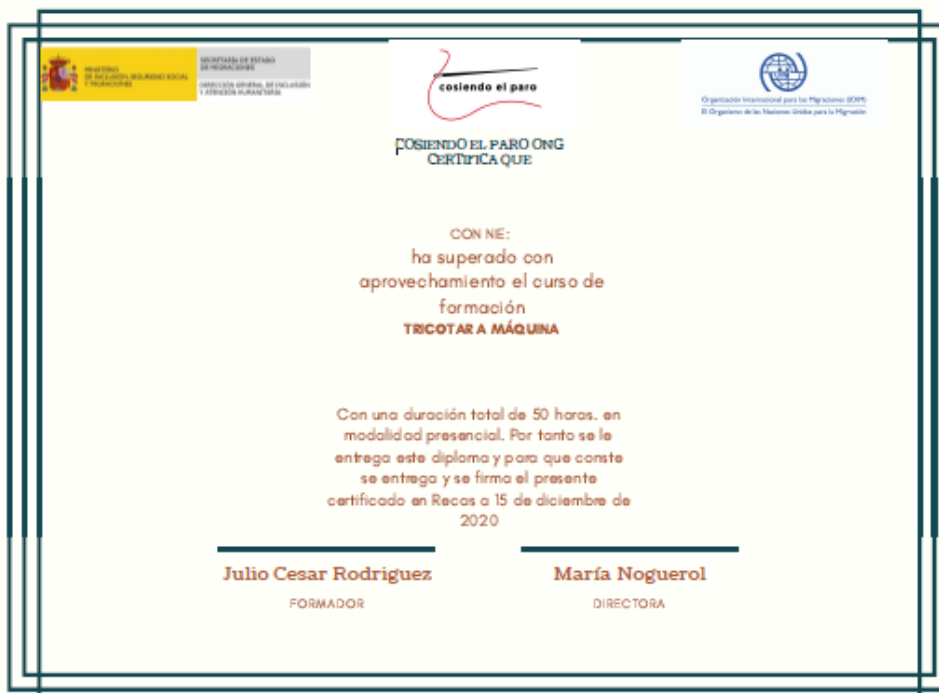 MINISTERIO
DE INCLUSIÓN, SEGURIDAD SOCIAL
Y MIGRACIONES
SECRETARÍA DE ESTADO
DE MIGRACIONES
DIRECCIÓN GENERAL DE INCLUSIÓN
Y ATENCIÓN HUMANITARIA
cosiendo el paro
Organización Internacional para las Migraciones (OIM)
El Organismo de las Naciones Unidas para la Migración
COSIENDO EL PARO ONG
CERTIFICA QUE
CON NE:
ha superado con
aprovechamiento el curso de
formación
TRICOTAR A MÁQUINA
Con una duración total de 50 horas, en
modalidad presencial. Por tanto se le
entrega este diploma y para que conste
se entrega y se firma el presente
certificado en Recas a 15 de diciembre de
2020
Julio Cesar Rodriguez
FORMADOR
María Noguerol
DIRECTORA